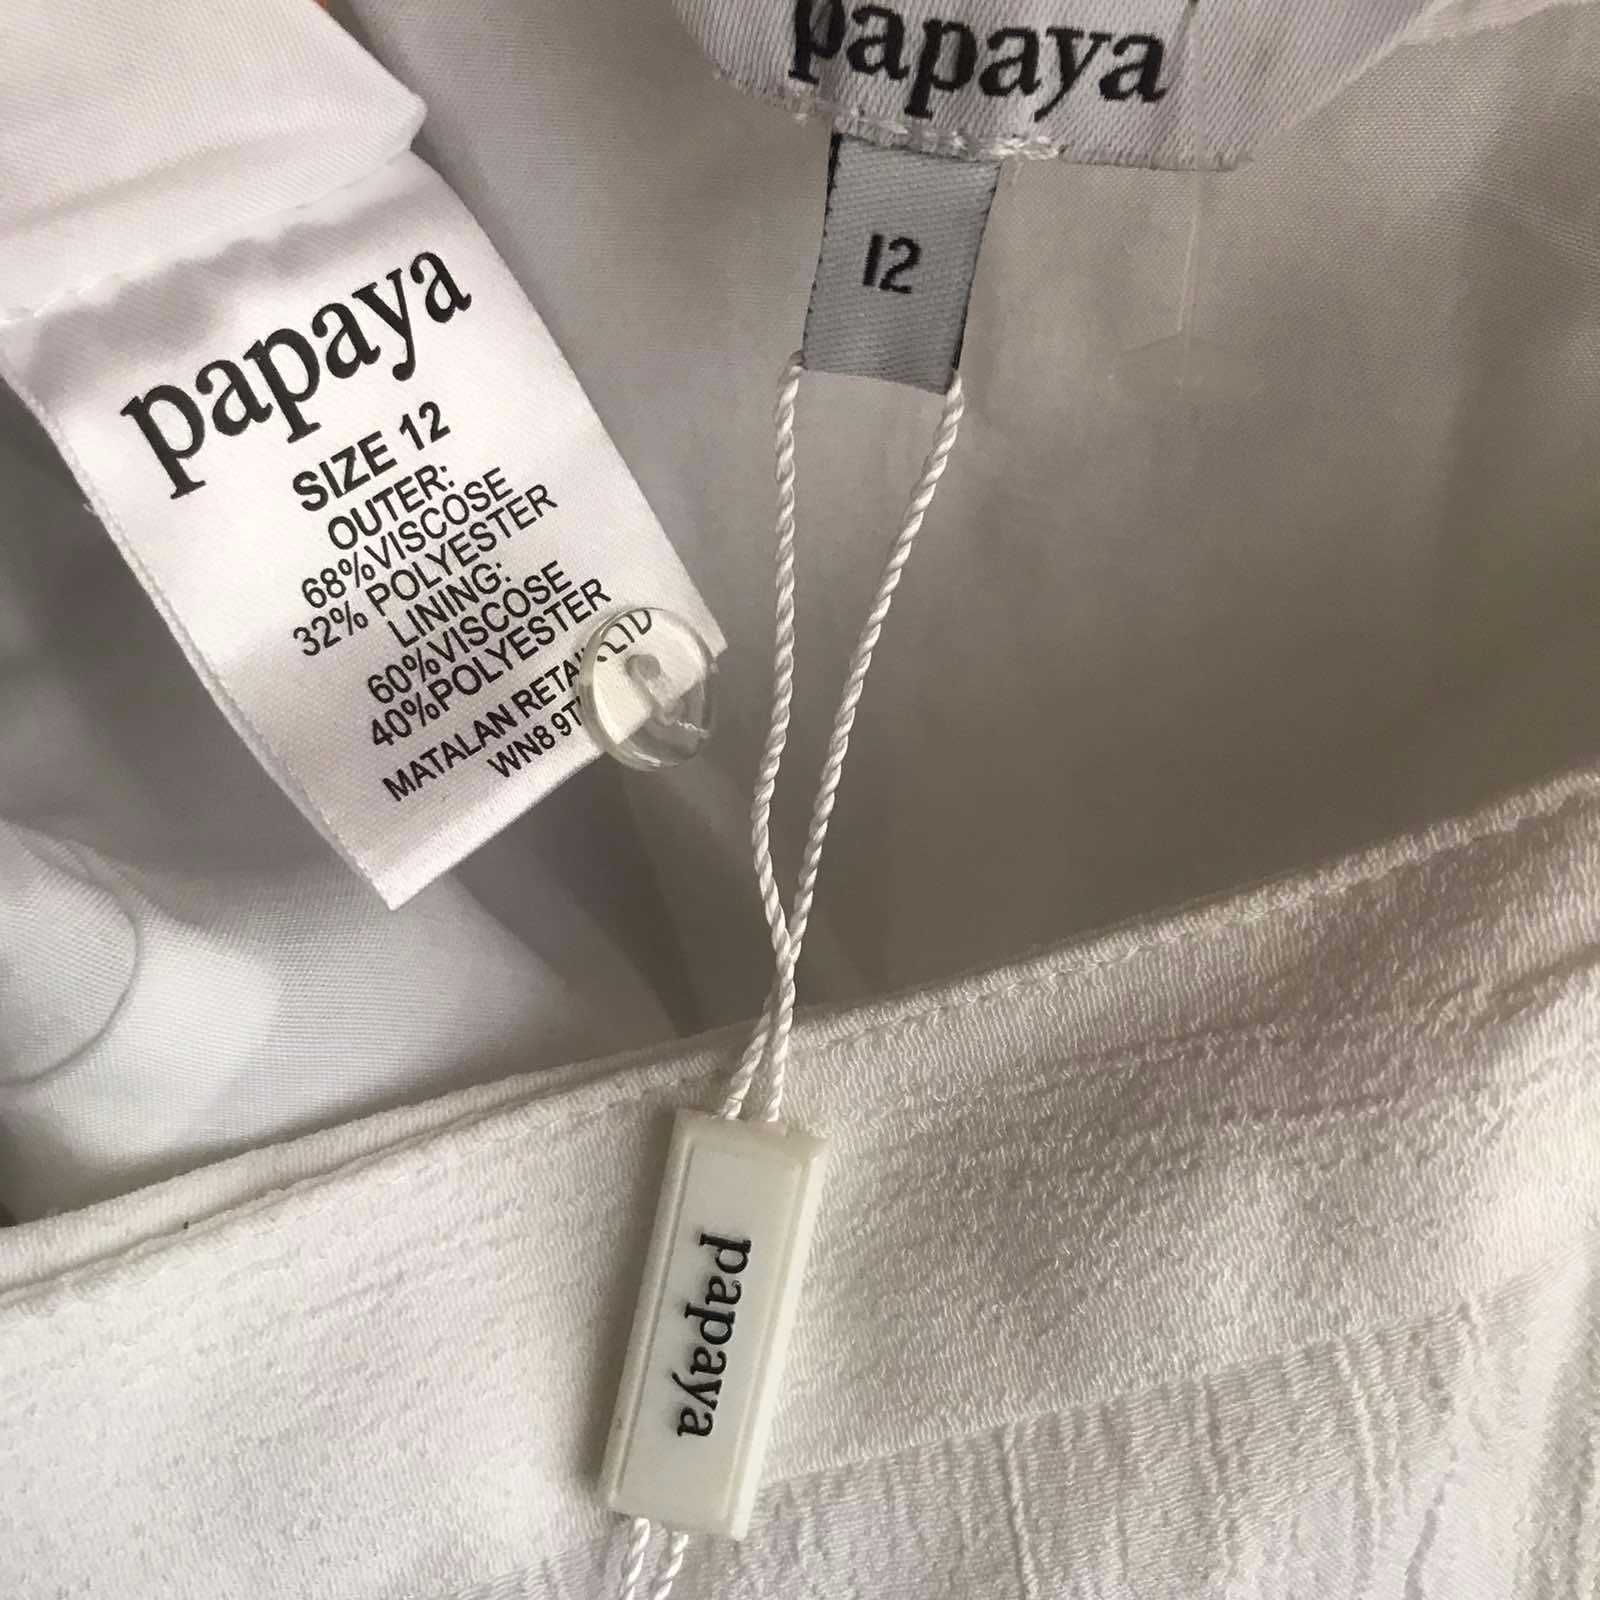 papaya
12
papaya
SIZE 12
OUTER:
68%VISCOSE
32% POLYESTER
LINING:
60%VISCOSE
40%POLYESTER
MATALAN RETAIL LTD
WN8
papaya